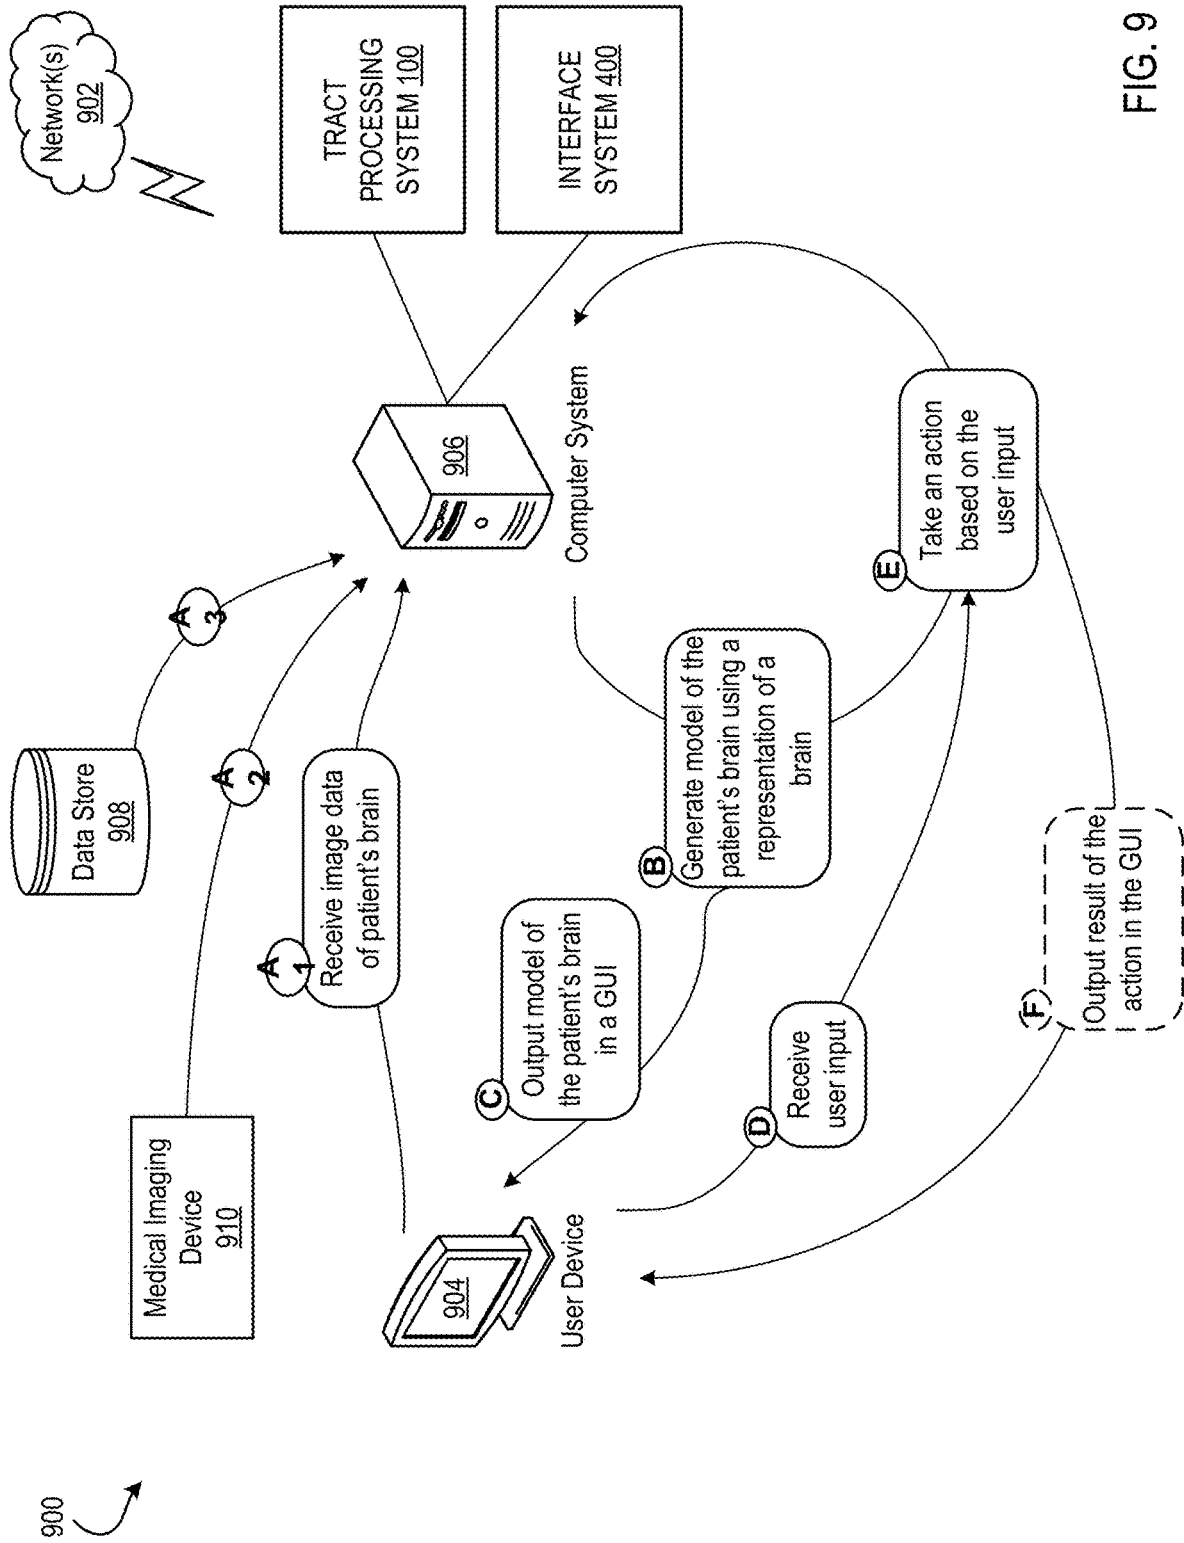 900
Medical Imaging
Device
910
Data Store
908
Network(s)
902
A
3
A
2
A
1
Receive image data
of patient's brain
TRACT
PROCESSING
SYSTEM 100
INTERFACE
SYSTEM 400
904
User Device
906
Computer System
C
Output model of
the patient's brain
in a GUI
B
Generate model of the
patient's brain using a
representation of a
brain
D
Receive
user input
E
Take an action
based on the
user input
F
Output result of the
action in the GUI
FIG. 9